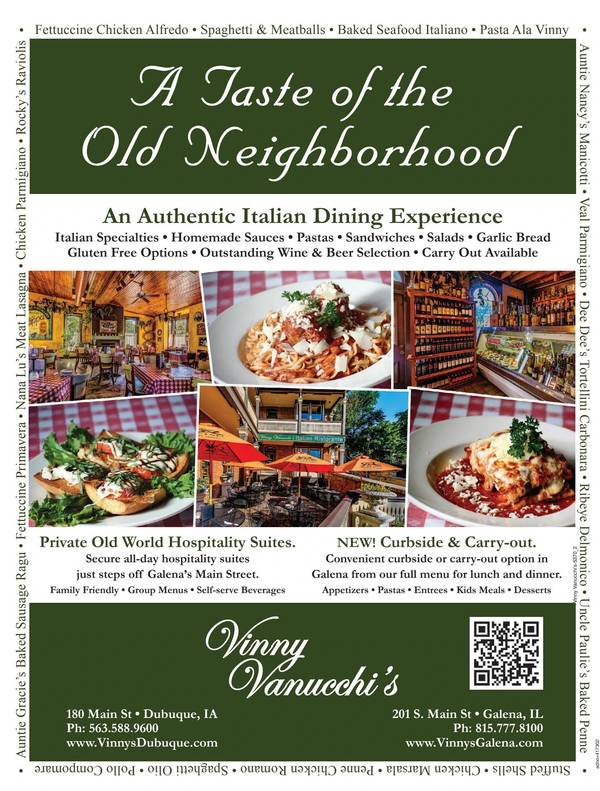 • Fettuccine Chicken Alfredo • Spaghetti & Meatballs • Baked Seafood Italiano • Pasta Ala Vinny •
Auntie Nancy's Manicotti • Veal Parmigiano • Dee Dee's Tortellini Carbonara • Ribeye Delmonico • Uncle Paulie's Baked Penne
• Stuffed Shells • Chicken Marsala • Penne Romano • Spaghetti Olio • Pollo Compomare •
Auntie Gracie's Baked Sausage Ragu • Fettuccine Primavera • Nana Lu's Meat Lasagna • Chicken Parmigiano • Rocky's Raviolis
A Taste of the
Old Neighborhood
An Authentic Italian Dining Experience
Italian Specialties • Homemade Sauces • Pastas • Sandwiches • Salads • Garlic Bread
Gluten Free Options • Outstanding Wine & Beer Selection • Carry Out Available
Italian Ristorante
Private Old World Hospitality Suites.
Secure all-day hospitality suites
just steps off Galena's Main Street.
Family Friendly • Group Menus • Self-serve Beverages
NEW! Curbside & Carry-out.
Convenient curbside or carry-out option in
Galena from our full menu for lunch and dinner.
Appetizers • Pastas • Entrees • Kids Meals • Desserts
Vinny
Vanucchi's
180 Main St • Dubuque, IA
Ph: 563.588.9600
www.VinnysDubuque.com
201 S. Main St • Galena, IL
Ph: 815.777.8100
www.VinnysGalena.com